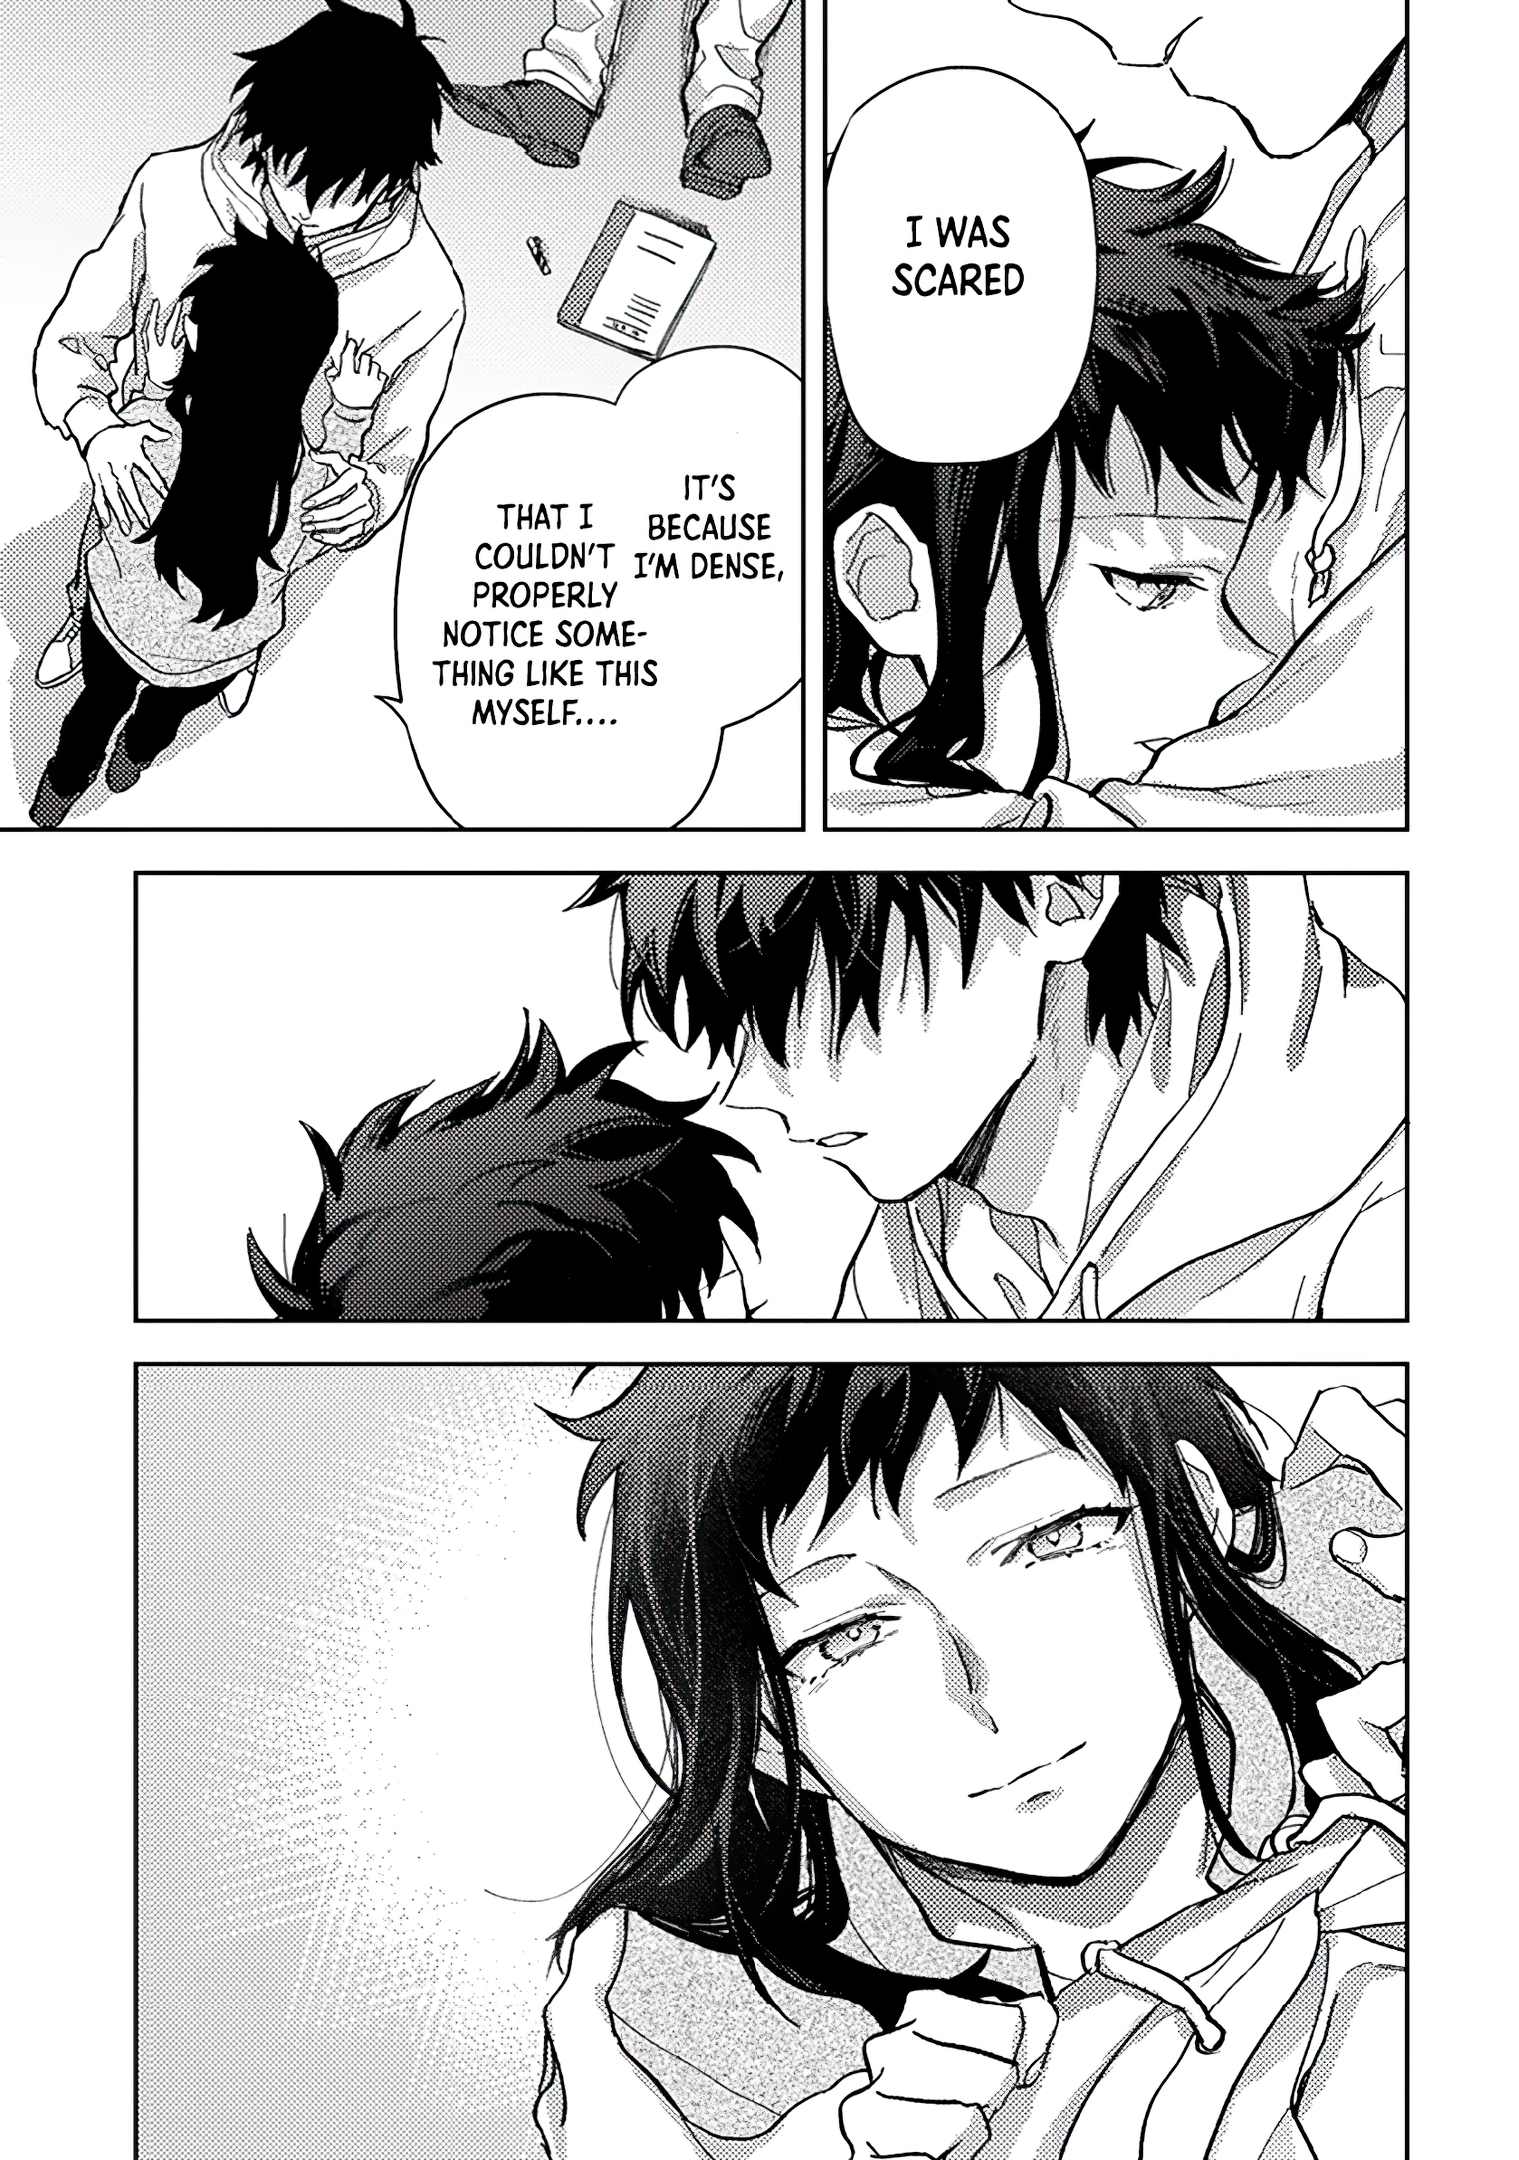 I WAS
SCARED
IT'S
BECAUSE
I'M DENSE,
THAT I
COULDN'T
PROPERLY
NOTICE SOME-
THING LIKE THIS
MYSELF....